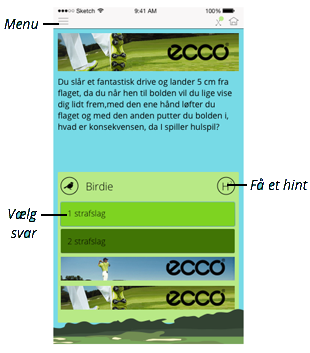 Sketch 9:41 AM 100%
Menu
ecco
Du slår et fantastisk drive og lander 5 cm fra
flaget, da du når hen til bolden vil du lige vise
dig lidt frem,med den ene hånd løfter du
flaget og med den anden putter du bolden i,
hvad er konsekvensen, da I spiller hulspil?
Birdie H
Få et hint
Vælg
svar
1 strafslag
2 strafslag
ecco
ecco